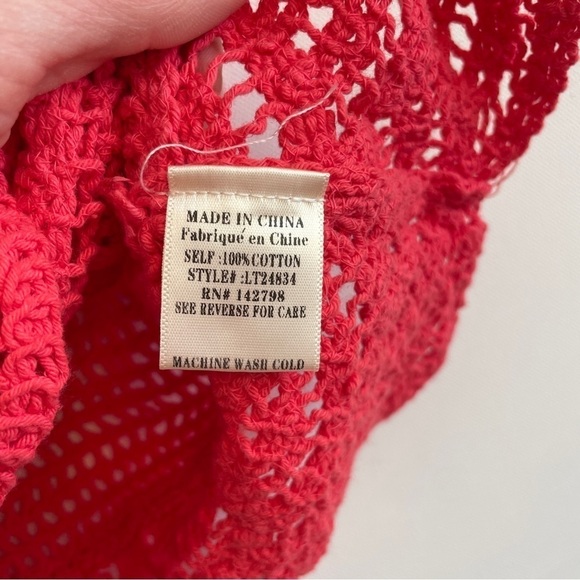 MADE IN CHINA
Fabriqué en Chine
SELF :100%COTTON
STYLE# :LT24834
RN# 142798
SEE REVERSE FOR CARE
MACHINE WASH COLD